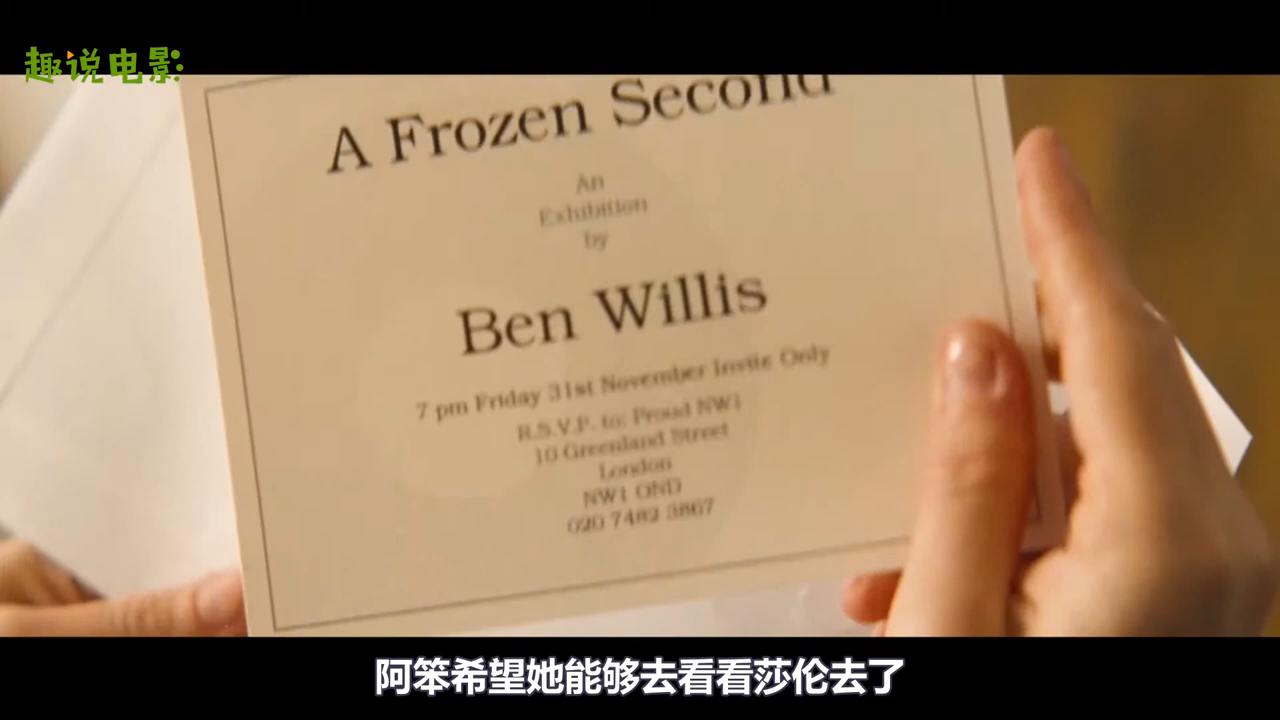 趣说电影
A Frozen Second
An
Exhibition
by
Ben Willis
7 pm Friday 31st November Invite Only
R.S.V.P. to: Proud NW1
10 Greenland Street
London
NW1 0ND
020 7482 3867
阿笨希望她能够去看看莎伦去了